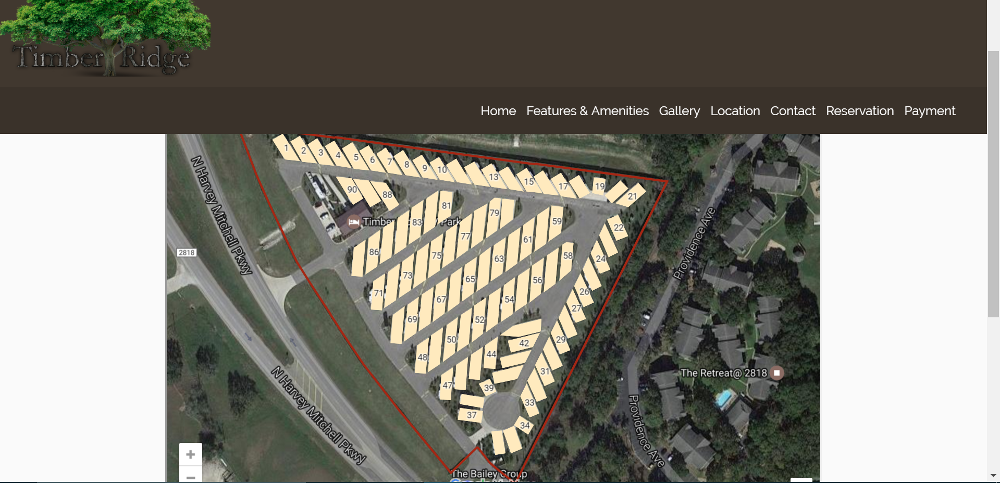 Timber Ridge
Home Features & Amenities Gallery Location Contact Reservation Payment
1 2 3 4 5 6 7 8 9 10 13 15 17 19 21
90 88 81 79 59 22
83 77 61
Timber Park
86 75 63 58 24
73 65 56 26
71 67 54 27
69 52 29
50 42
48 44 31
47 39 33
37 34
N Harvey Mitchell Pkwy
2818
N Harvey Mitchell Pkwy
Providence Ave
The Retreat@ 2818
Providence Ave
The Bailey Group
+
−